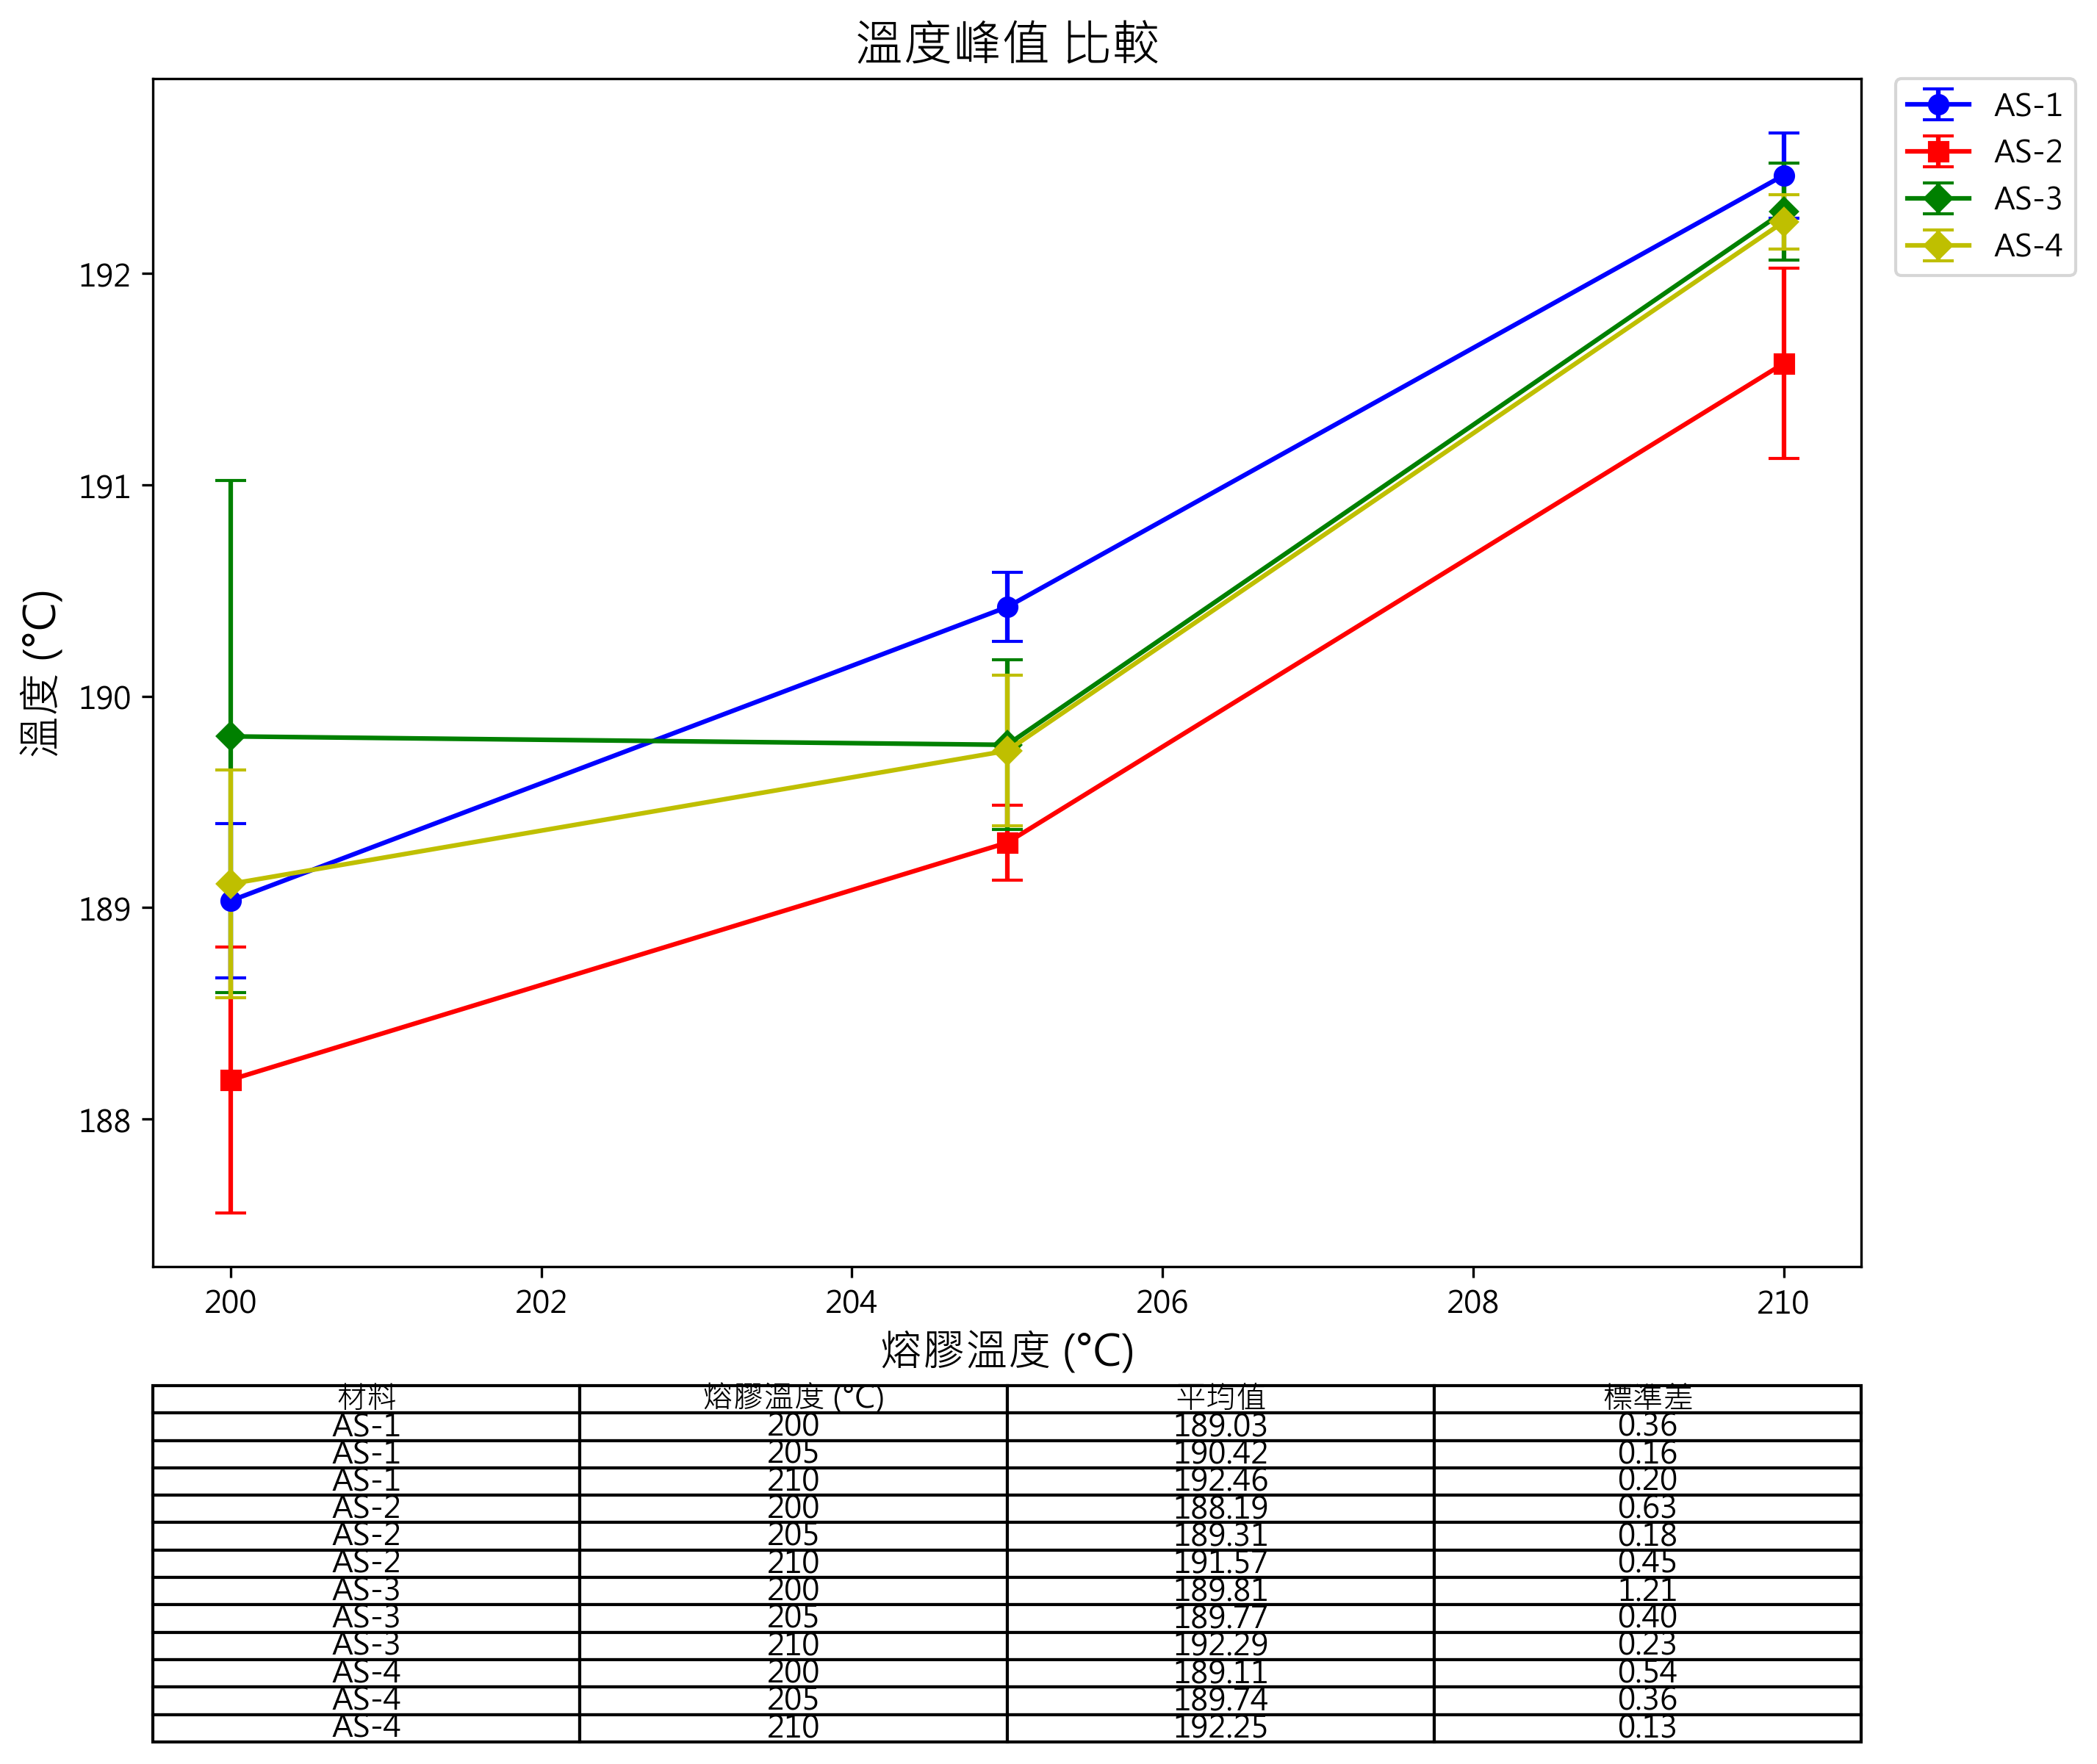 溫度峰值 比較
AS-1
AS-2
AS-3
AS-4
溫度 (°C)
192
191
190
189
188
200 202 204 206 208 210
熔膠溫度 (°C)
材料 熔膠溫度 (°C) 平均值 標準差
AS-1 200 189.03 0.36
AS-1 205 190.42 0.16
AS-1 210 192.46 0.20
AS-2 200 188.19 0.63
AS-2 205 189.31 0.18
AS-2 210 191.57 0.45
AS-3 200 189.81 1.21
AS-3 205 189.77 0.40
AS-3 210 192.29 0.23
AS-4 200 189.11 0.54
AS-4 205 189.74 0.36
AS-4 210 192.25 0.13